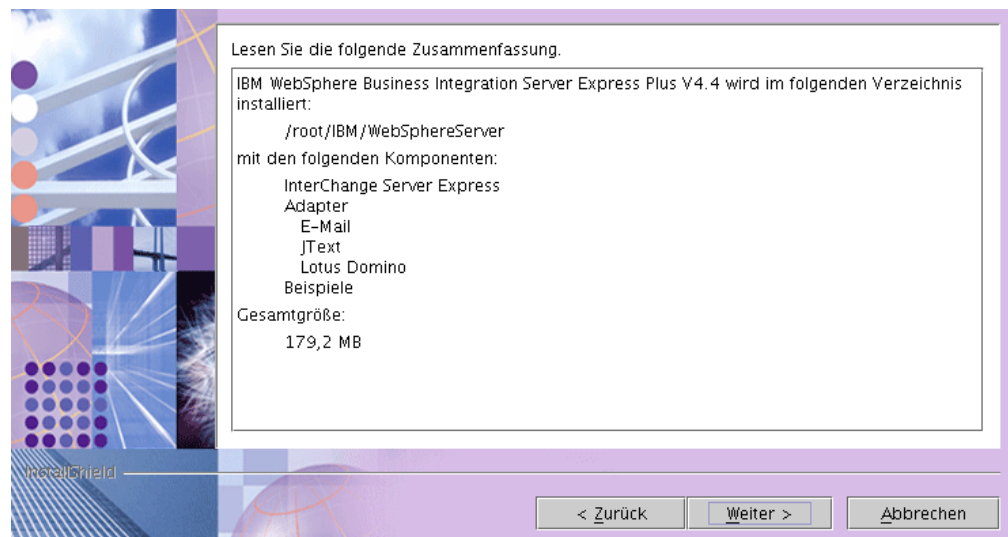 Lesen Sie die folgende Zusammenfassung.
IBM WebSphere Business Integration Server Express Plus V4.4 wird im folgenden Verzeichnis
installiert:
/root/IBM/WebSphereServer
mit den folgenden Komponenten:
InterChange Server Express
Adapter
E-Mail
JText
Lotus Domino
Beispiele
Gesamtgröße:
179,2 MB
InstallShield
< Zurück
Weiter >
Abbrechen